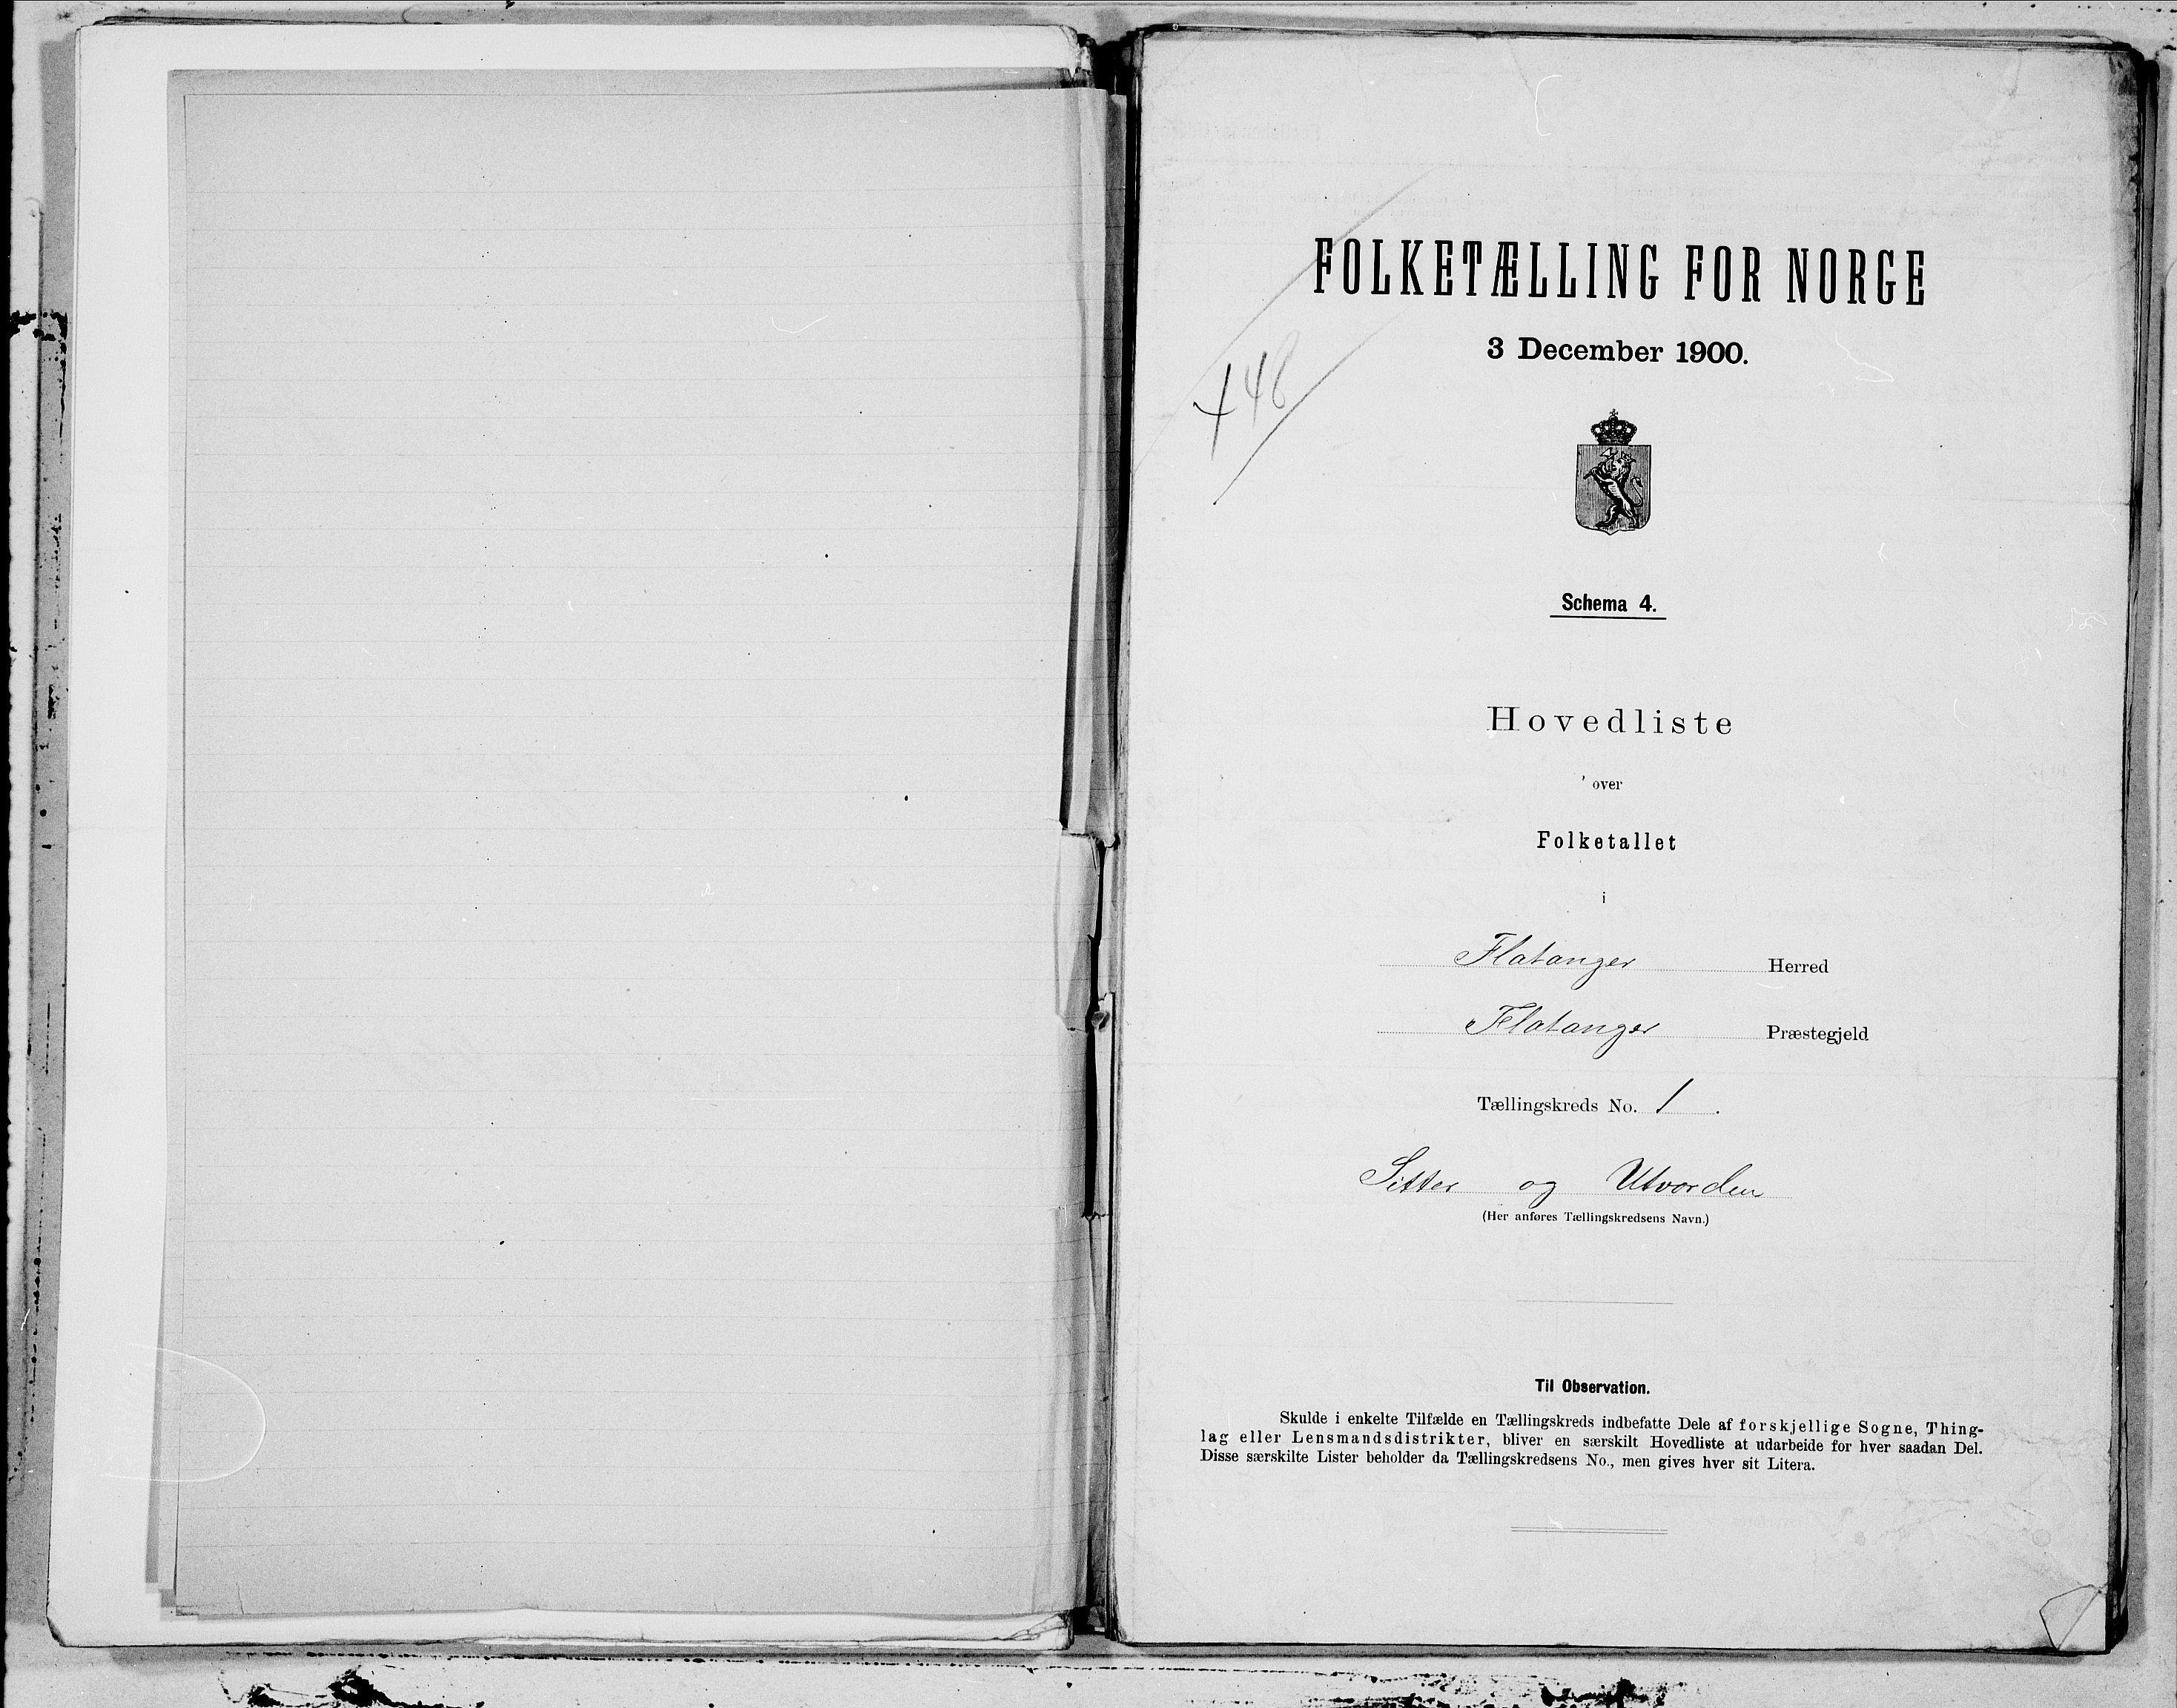 FOLKETÆLLING FOR NORGE
3 December 1900.
48
Schema 4.
Hovedliste
over
Folketallet
i
Flatanger Herred
Flatanger Præstegjeld
Tællingskreds No. 1.
Sitter og Utvorden
(Her anføres Tællingskredsens Navn.)
Til Observation.
Skulde i enkelte Tilfælde en Tællingskreds indbefatte Dele af forskjellige Sogne, Thing-
lag eller Lensmandsdistrikter, bliver en særskilt Hovedliste at udarbeide for hver saadan Del.
Disse særskilte Lister beholder da Tællingskredsens No., men gives hver sit Litera.